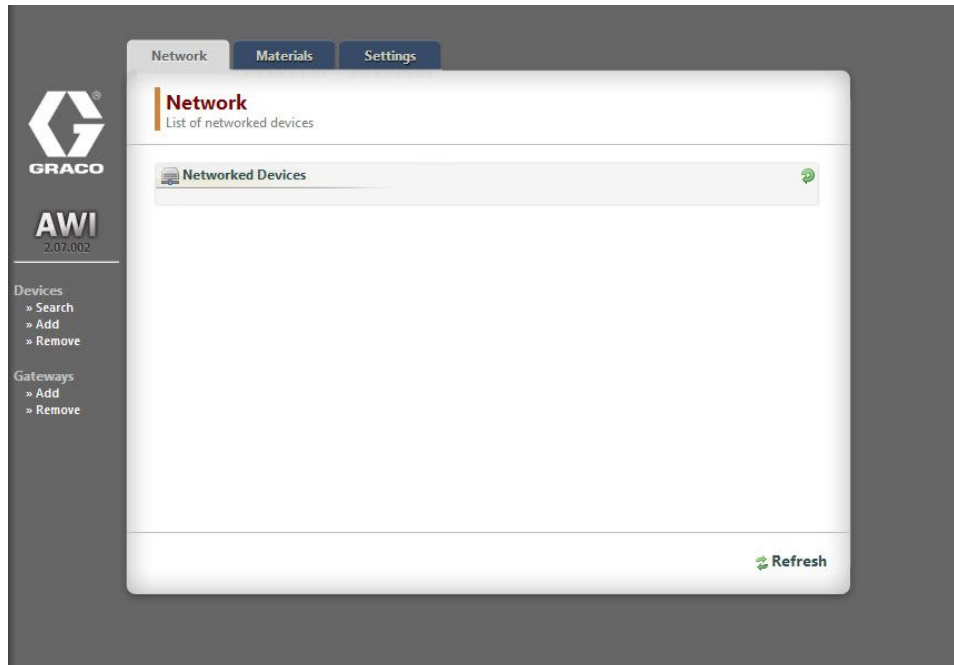 Network
Materials
Settings
®
GRACO
AWI
2.07.002
Devices
» Search
» Add
» Remove
Gateways
» Add
» Remove
Network
List of networked devices
Networked Devices
Refresh